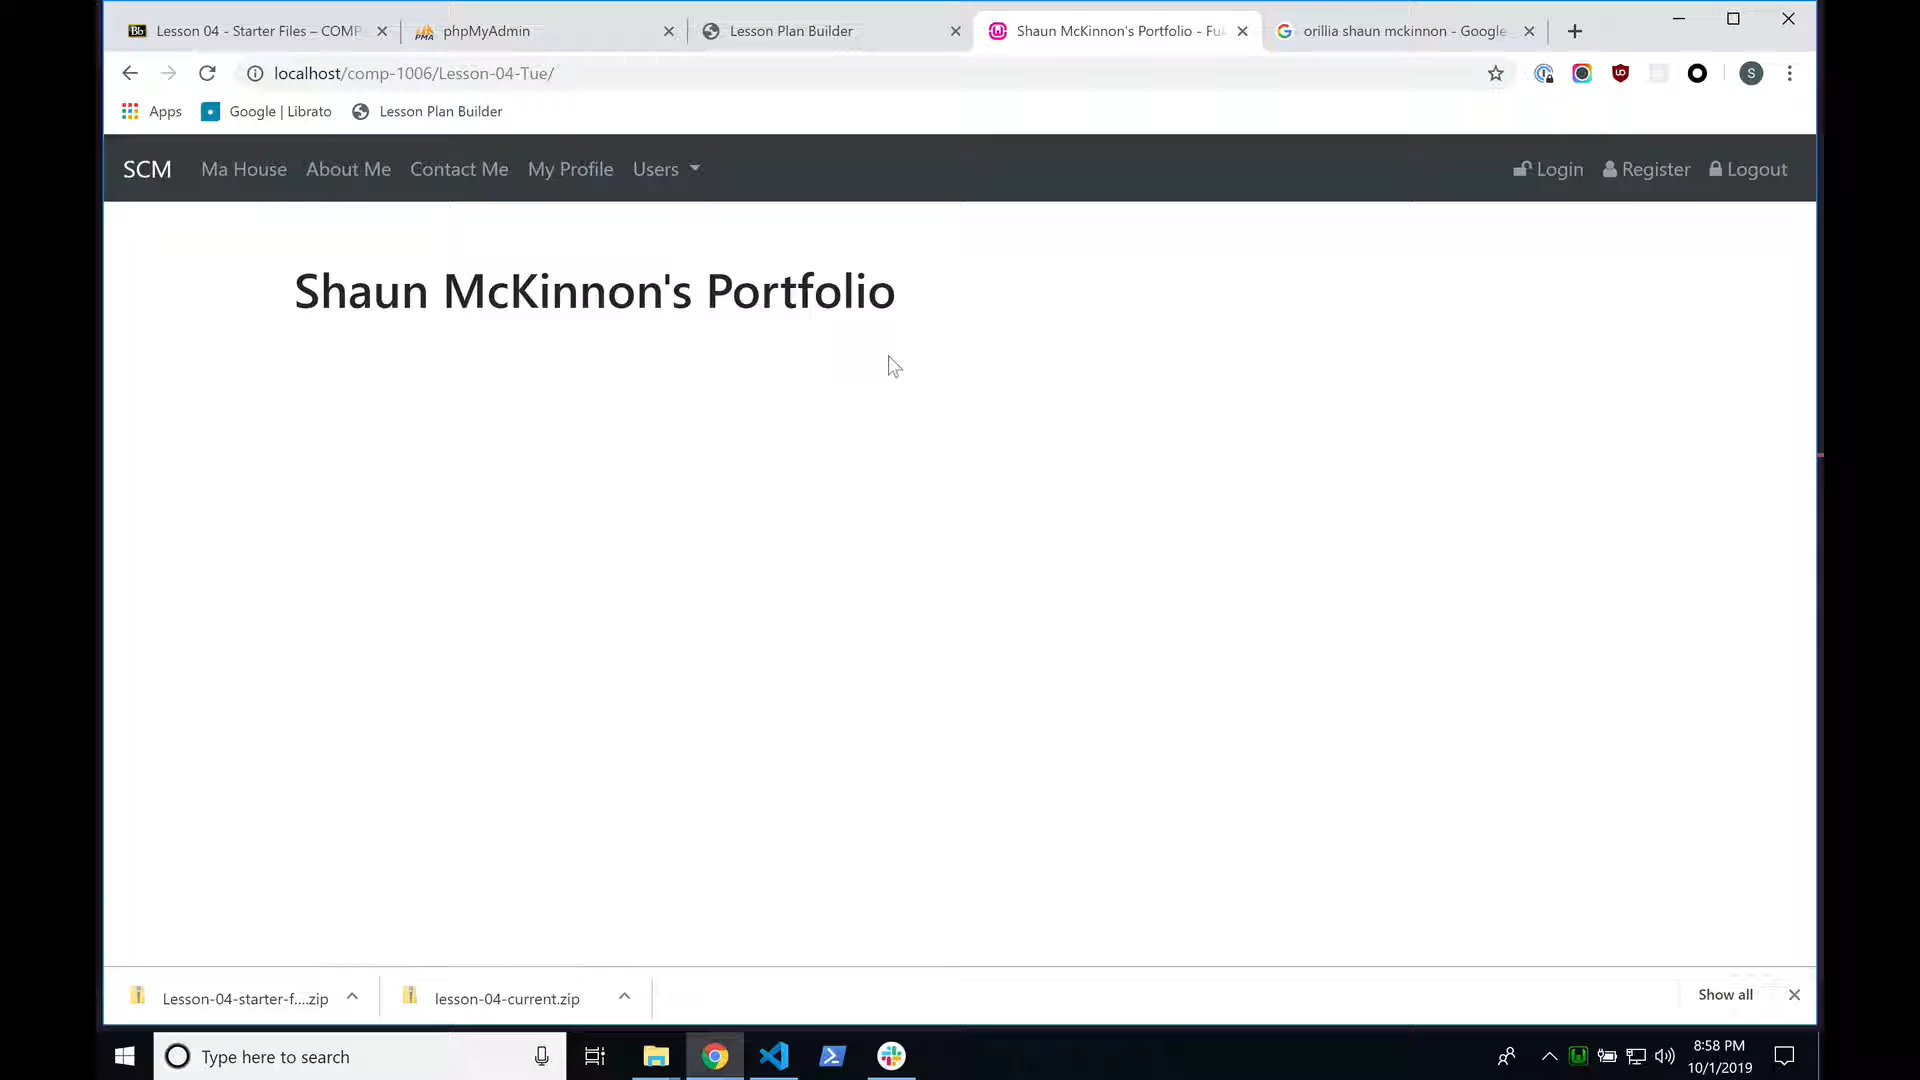 Lesson 04 - Starter Files – COMP
phpMyAdmin
Lesson Plan Builder
Shaun McKinnon's Portfolio - Ful
orillia shaun mckinnon - Google
localhost/comp-1006/Lesson-04-Tue/
S
Apps
Google | Librato
Lesson Plan Builder
SCM
Ma House
About Me
Contact Me
My Profile
Users
Login
Register
Logout
Shaun McKinnon's Portfolio
Lesson-04-starter-f....zip
lesson-04-current.zip
Show all
Type here to search
8:58 PM
10/1/2019